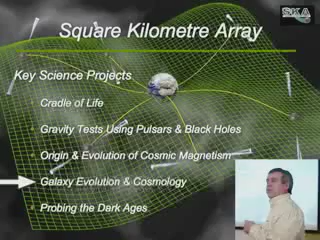 Square Kilometre Array
SKA
Key Science Projects
Cradle of Life
Gravity Tests Using Pulsars & Black Holes
Origin & Evolution of Cosmic Magnetism
Galaxy Evolution & Cosmology
Probing the Dark Ages